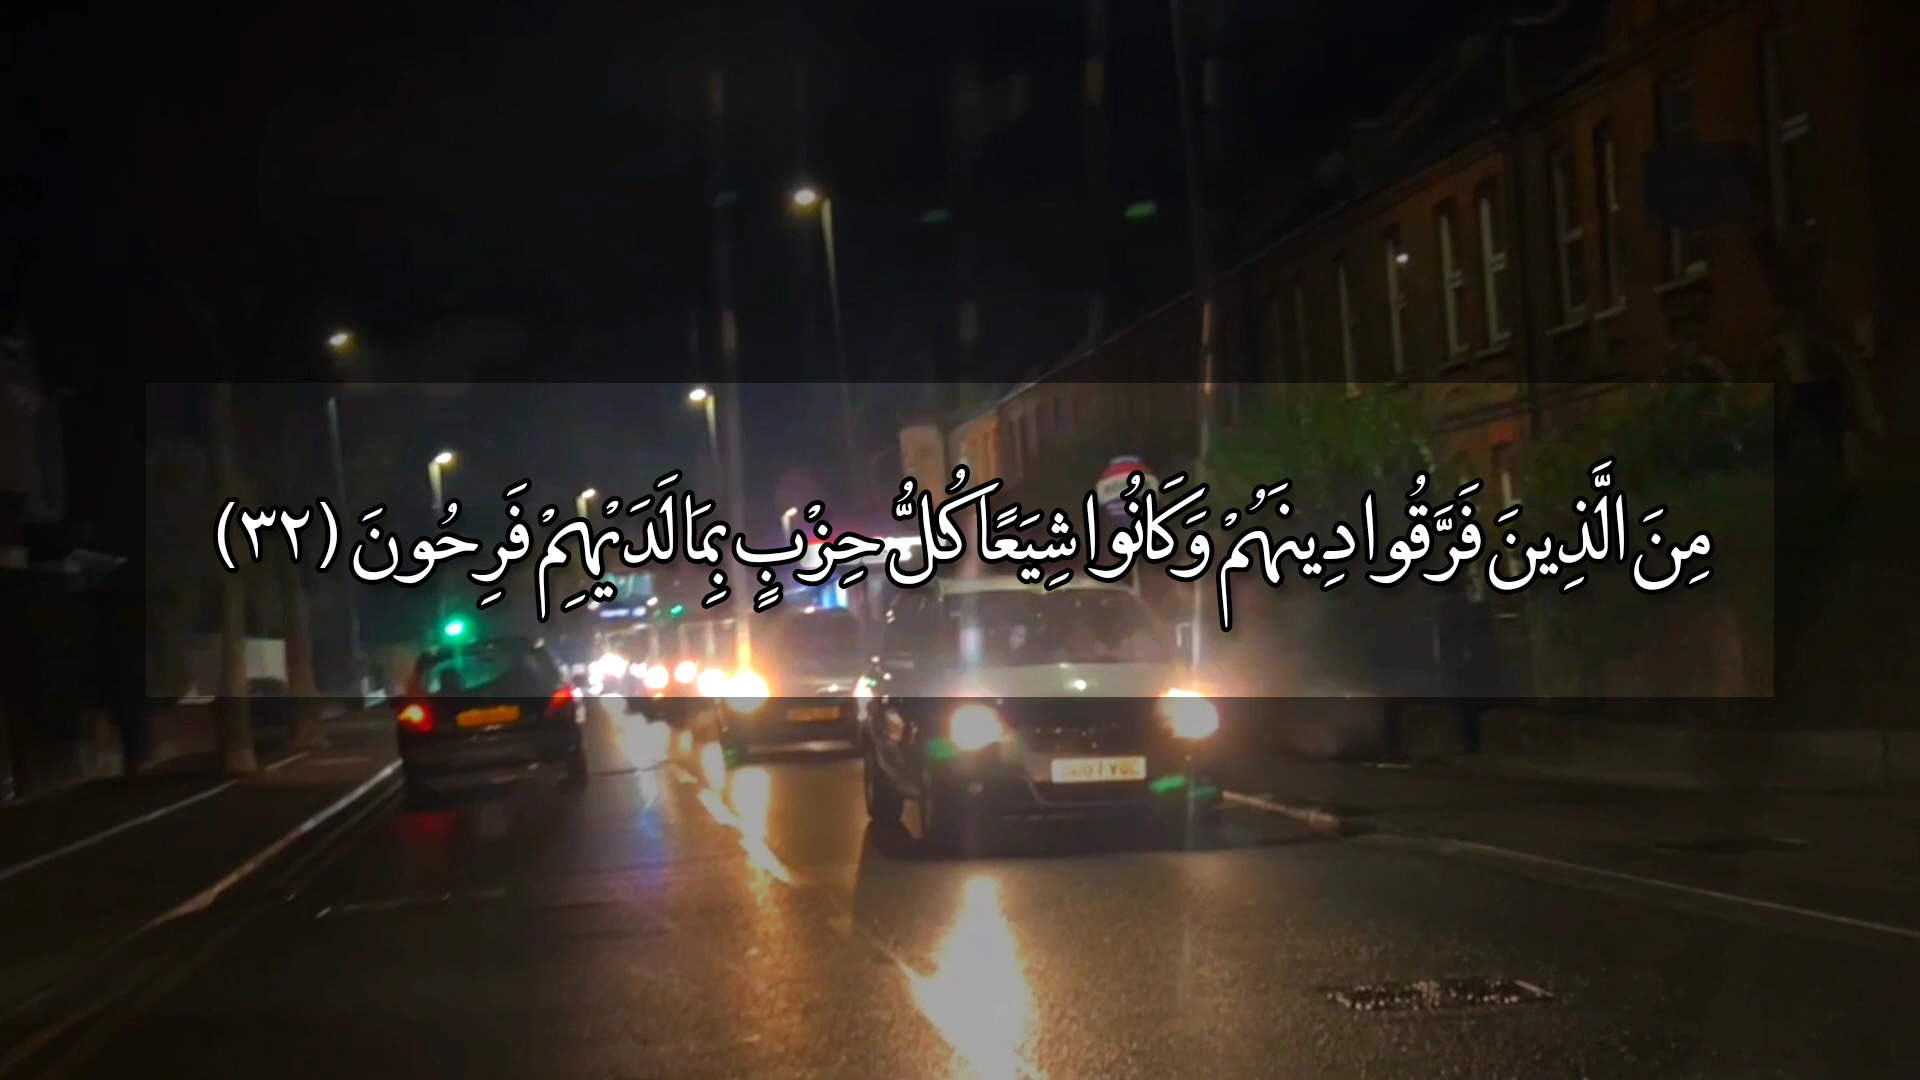 مِنَ الَّذِينَ فَرَّقُوا دِينَهُمْ وَكَانُوا شِيَعًا كُلُّ حِزْبٍ بِمَا لَدَيْهِمْ فَرِحُونَ (٣٢)